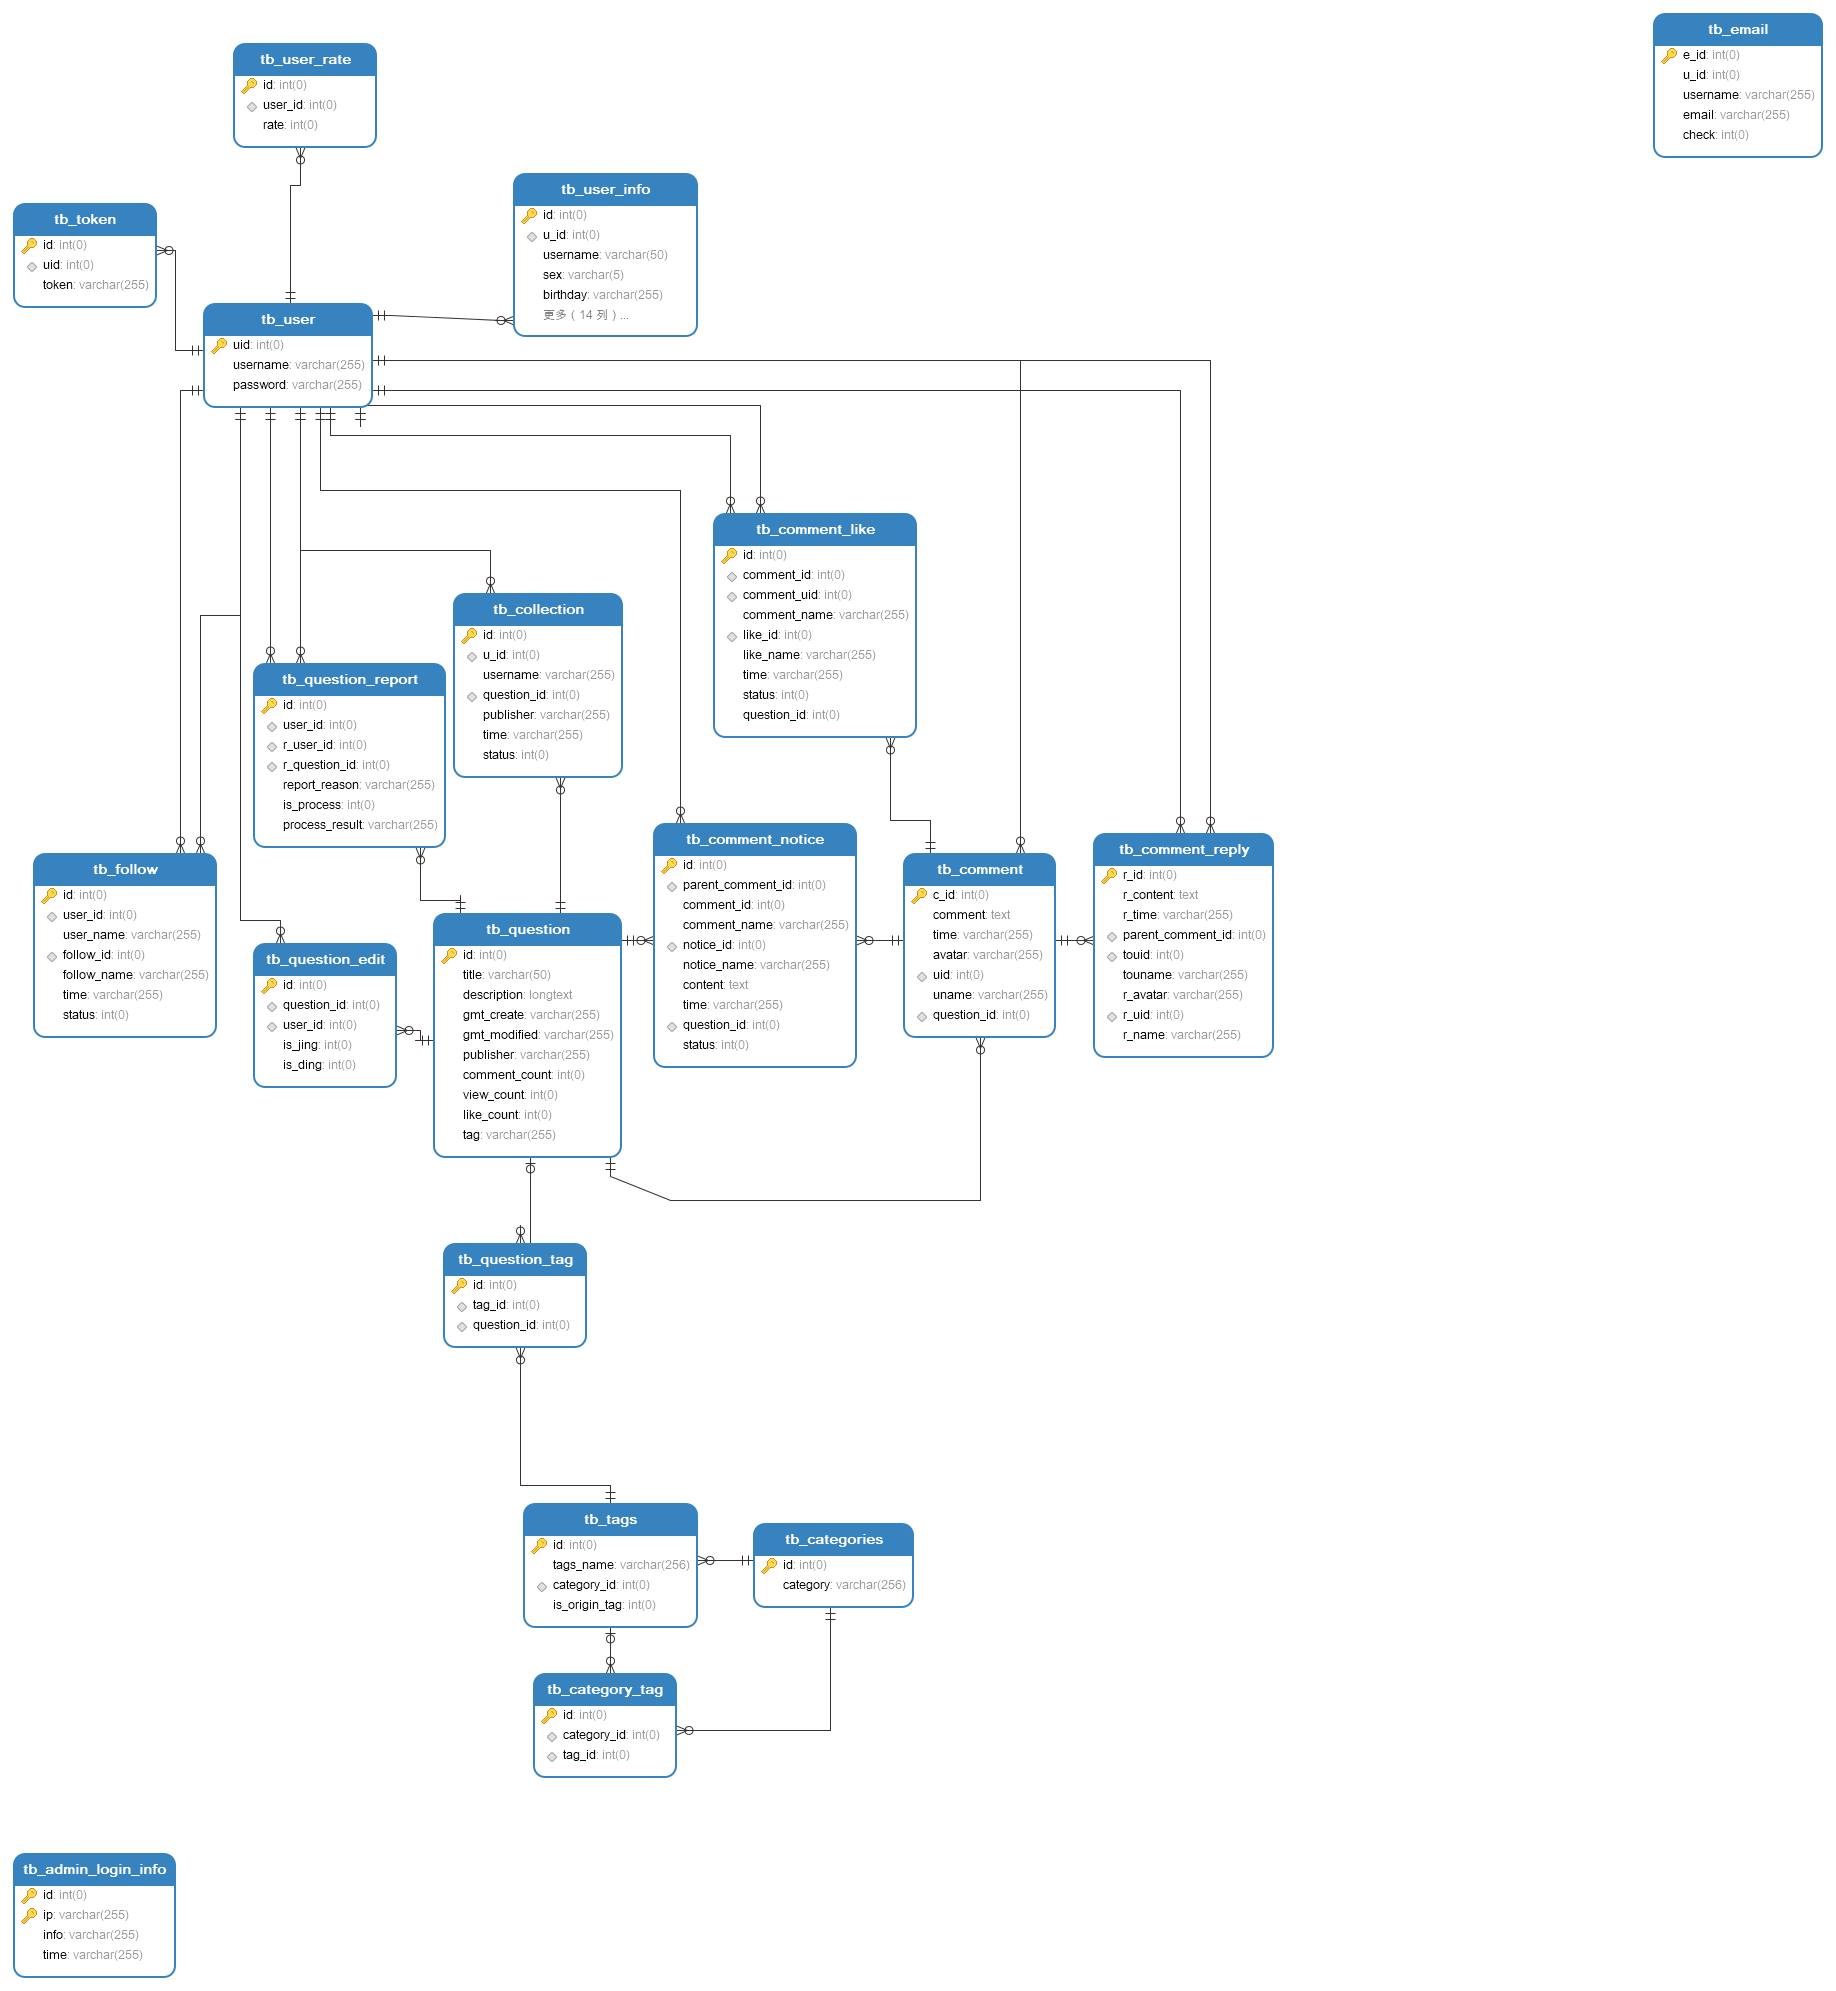 tb_email
e_id: int(0)
u_id: int(0)
username: varchar(255)
email: varchar(255)
check: int(0)
tb_user_rate
id: int(0)
user_id: int(0)
rate: int(0)
tb_user_info
id: int(0)
u_id: int(0)
username: varchar(50)
sex: varchar(5)
birthday: varchar(255)
更多 ( 14 列 ) ...
tb_token
id: int(0)
uid: int(0)
token: varchar(255)
tb_user
uid: int(0)
username: varchar(255)
password: varchar(255)
tb_comment_like
id: int(0)
comment_id: int(0)
comment_uid: int(0)
comment_name: varchar(255)
like_id: int(0)
like_name: varchar(255)
time: varchar(255)
status: int(0)
question_id: int(0)
tb_collection
id: int(0)
u_id: int(0)
username: varchar(255)
question_id: int(0)
publisher: varchar(255)
time: varchar(255)
status: int(0)
tb_question_report
id: int(0)
user_id: int(0)
r_user_id: int(0)
r_question_id: int(0)
report_reason: varchar(255)
is_process: int(0)
process_result: varchar(255)
tb_follow
id: int(0)
user_id: int(0)
user_name: varchar(255)
follow_id: int(0)
follow_name: varchar(255)
time: varchar(255)
status: int(0)
tb_question_edit
id: int(0)
question_id: int(0)
user_id: int(0)
is_jing: int(0)
is_ding: int(0)
tb_question
id: int(0)
title: varchar(50)
description: longtext
gmt_create: varchar(255)
gmt_modified: varchar(255)
publisher: varchar(255)
comment_count: int(0)
view_count: int(0)
like_count: int(0)
tag: varchar(255)
tb_comment_notice
id: int(0)
parent_comment_id: int(0)
comment_id: int(0)
comment_name: varchar(255)
notice_id: int(0)
notice_name: varchar(255)
content: text
time: varchar(255)
question_id: int(0)
status: int(0)
tb_comment
c_id: int(0)
comment: text
time: varchar(255)
avatar: varchar(255)
uid: int(0)
uname: varchar(255)
question_id: int(0)
tb_comment_reply
r_id: int(0)
r_content: text
r_time: varchar(255)
parent_comment_id: int(0)
touid: int(0)
touname: varchar(255)
r_avatar: varchar(255)
r_uid: int(0)
r_name: varchar(255)
tb_question_tag
id: int(0)
tag_id: int(0)
question_id: int(0)
tb_tags
id: int(0)
tags_name: varchar(256)
category_id: int(0)
is_origin_tag: int(0)
tb_categories
id: int(0)
category: varchar(256)
tb_category_tag
id: int(0)
category_id: int(0)
tag_id: int(0)
tb_admin_login_info
id: int(0)
ip: varchar(255)
info: varchar(255)
time: varchar(255)